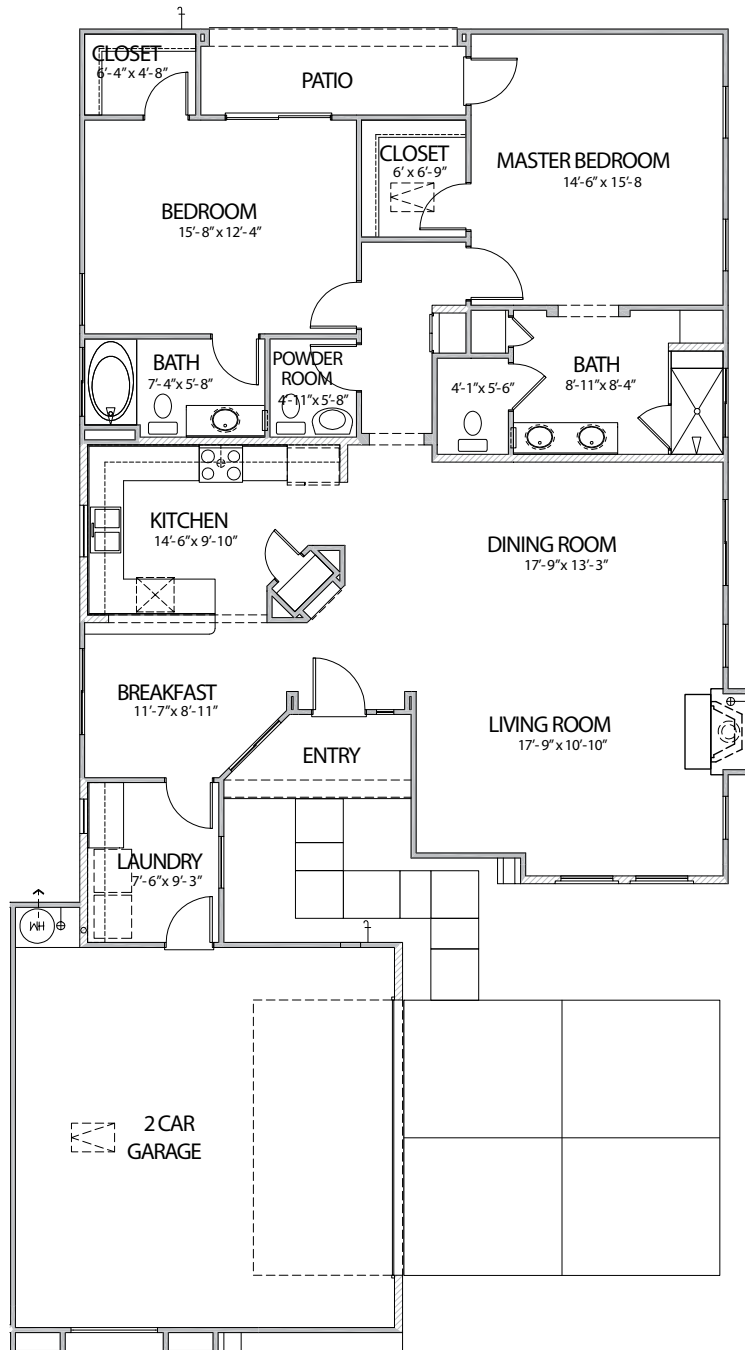 CLOSET
6'-4" x 4'-8"
PATIO
CLOSET
6' x 6'-9"
MASTER BEDROOM
14'-6" x 15'-8
BEDROOM
15'-8" x 12'-4"
BATH
7'-4" x 5'-8"
POWDER
ROOM
4'-11" x 5'-8"
4'-1" x 5'-6"
BATH
8'-11" x 8'-4"
KITCHEN
14'-6" x 9'-10"
DINING ROOM
17'-9" x 13'-3"
BREAKFAST
11'-7" x 8'-11"
LIVING ROOM
17'-9" x 10'-10"
ENTRY
LAUNDRY
7'-6" x 9'-3"
HW
2 CAR
GARAGE